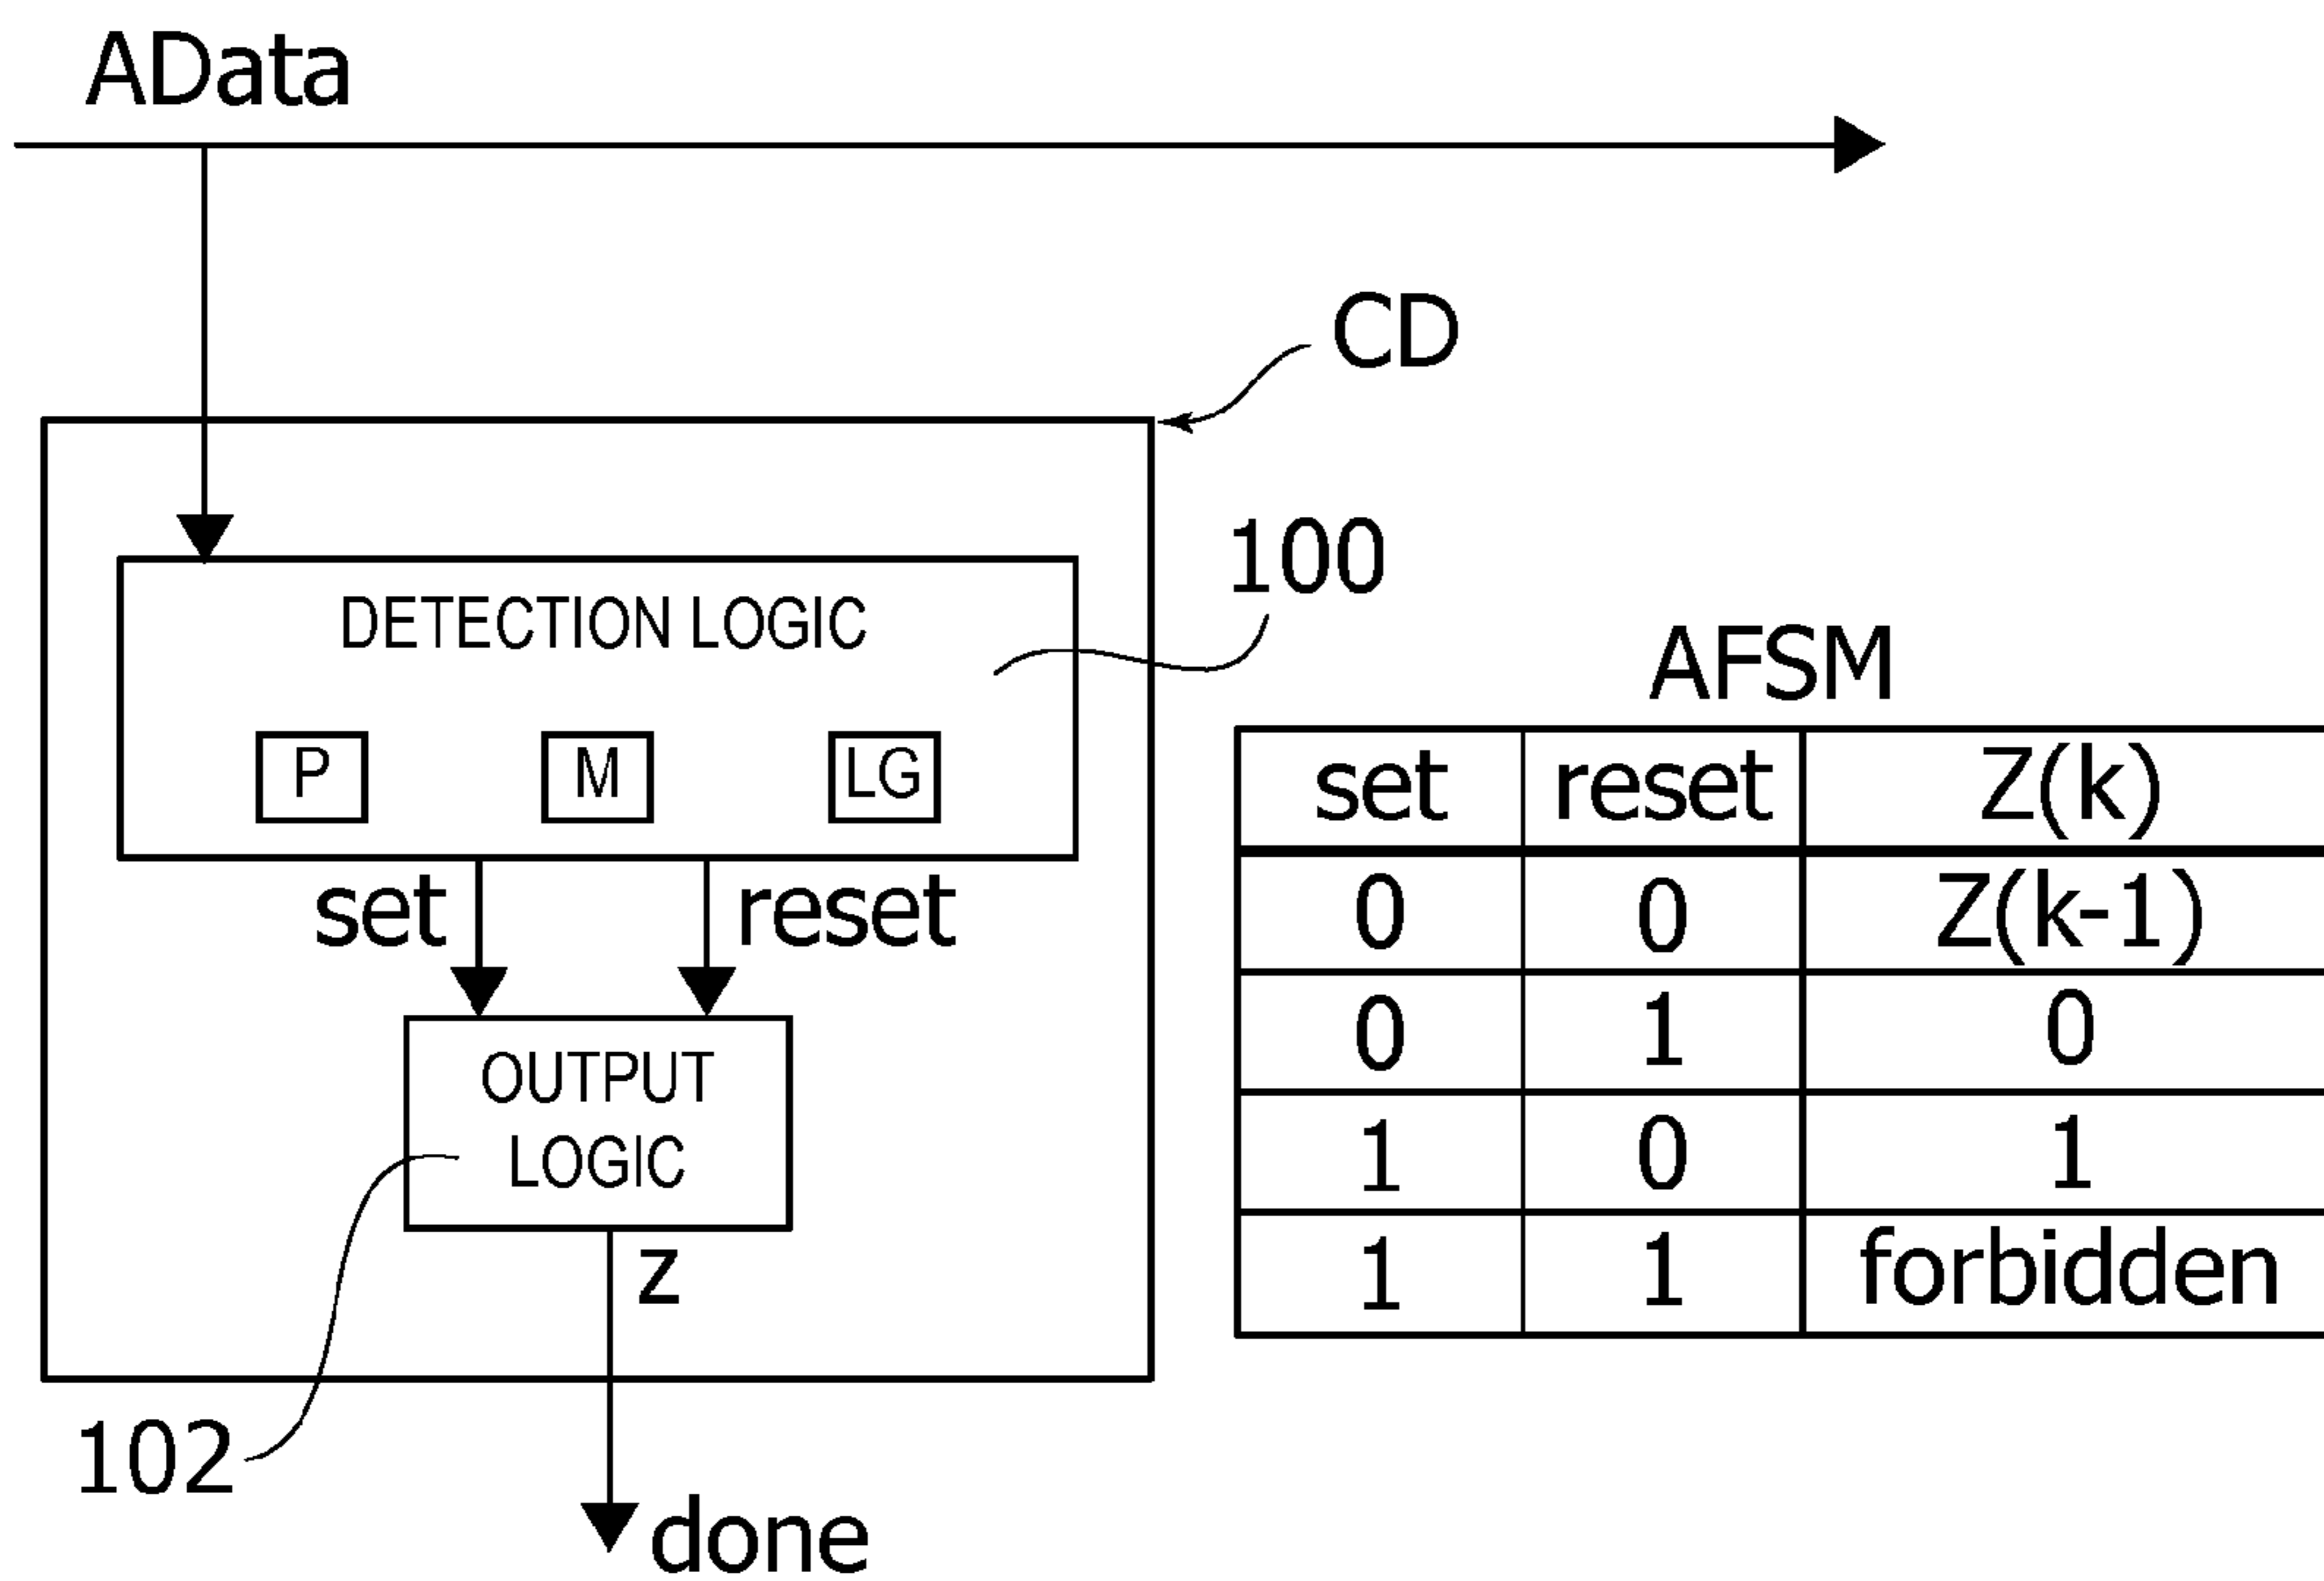 AData
CD
100
DETECTION LOGIC
P M LG
set reset
OUTPUT
LOGIC
z
102
done
AFSM
set reset Z(k)
0 0 Z(k-1)
0 1 0
1 0 1
1 1 forbidden